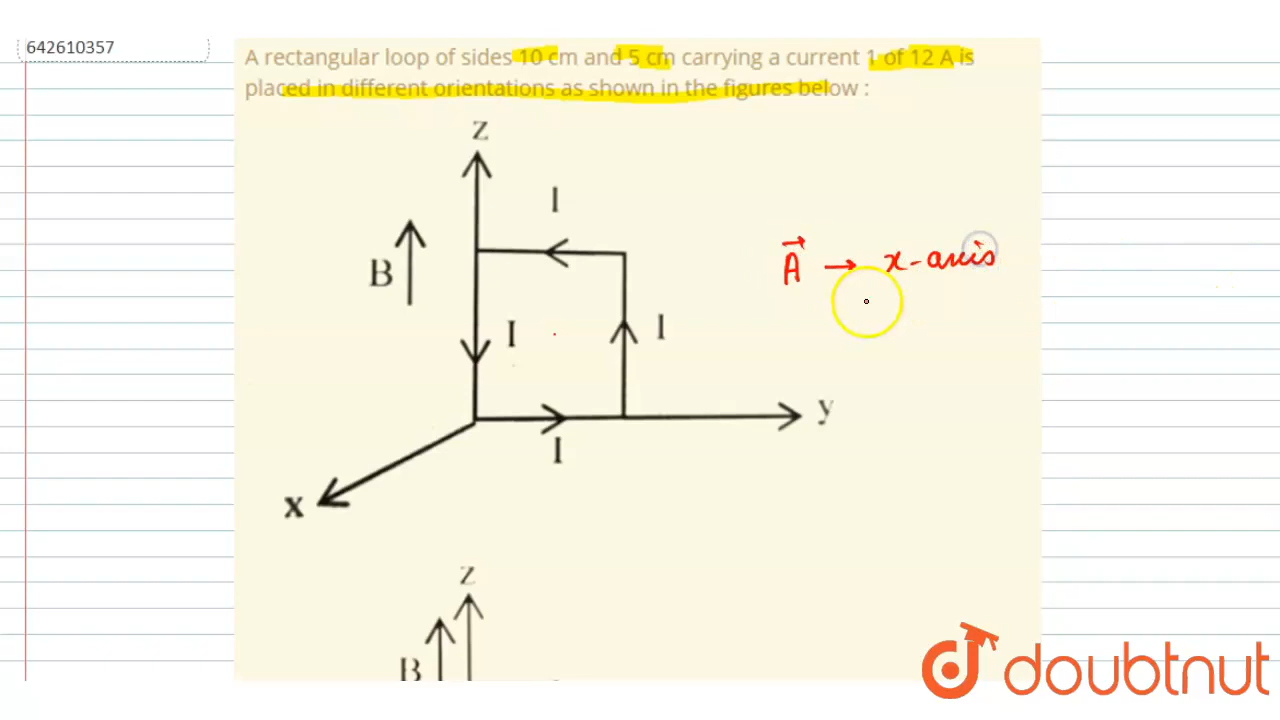 642610357
A rectangular loop of sides 10 cm and 5 cm carrying a current 1 of 12 A is
placed in different orientations as shown in the figures below :
z
I
B
A → x-axis
I
I
y
I
x
z
B
doubtnut